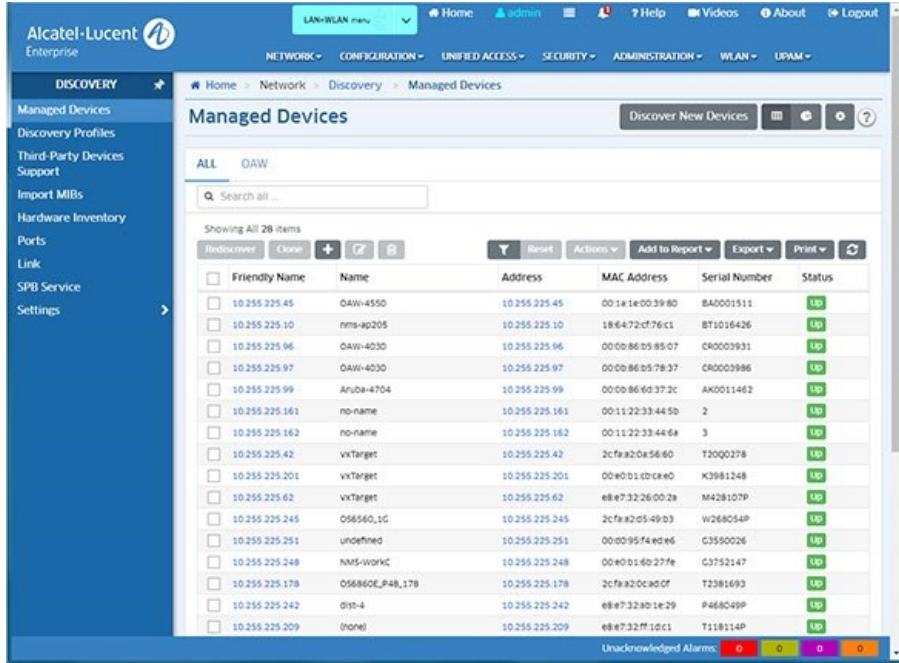 Alcatel·Lucent
Enterprise
LAN+WLAN menu
Home admin ? Help Videos About Logout
NETWORK CONFIGURATION UNIFIED ACCESS SECURITY ADMINISTRATION WLAN UPAM
DISCOVERY
Managed Devices
Discovery Profiles
Third-Party Devices
Support
Import MIBs
Hardware Inventory
Ports
Link
SPB Service
Settings
Home > Network > Discovery > Managed Devices
Managed Devices
Discover New Devices ?
ALL OAW
Search all ...
Showing All 28 items
Rediscover Clone + Reset Actions Add to Report Export Print
Friendly Name Name Address MAC Address Serial Number Status
10.255.225.45 OAW-4550 10.255.225.45 00:1a:1e:00:39:80 BA0001511 Up
10.255.225.10 nms-ap205 10.255.225.10 18:64:72:cf:76:c1 BT1016426 Up
10.255.225.96 OAW-4030 10.255.225.96 00:0b:86:b5:85:07 CR0003931 Up
10.255.225.97 OAW-4030 10.255.225.97 00:0b:86:b5:78:37 CR0003986 Up
10.255.225.99 Aruba-4704 10.255.225.99 00:0b:86:6d:37:2c AK0011462 Up
10.255.225.161 no-name 10.255.225.161 00:11:22:33:44:5b 2 Up
10.255.225.162 no-name 10.255.225.162 00:11:22:33:44:6a 3 Up
10.255.225.42 vxTarget 10.255.225.42 2c:fa:a2:0a:56:60 T20Q0278 Up
10.255.225.201 vxTarget 10.255.225.201 00:e0:b1:cb:ca:e0 K3981248 Up
10.255.225.62 vxTarget 10.255.225.62 e8:e7:32:26:00:2a M428107P Up
10.255.225.245 OS6560_1G 10.255.225.245 2c:fa:a2:d5:49:b3 W268054P Up
10.255.225.251 undefined 10.255.225.251 00:d0:95:f4:ed:e6 G3550026 Up
10.255.225.248 NMS-WorkC 10.255.225.248 00:e0:b1:6b:27:fe G3752147 Up
10.255.225.178 OS6860E_P48_178 10.255.225.178 2c:fa:a2:0c:ad:0f T2381693 Up
10.255.225.242 dist-4 10.255.225.242 e8:e7:32:ab:1e:29 P468049P Up
10.255.225.209 (none) 10.255.225.209 e8:e7:32:ff:1d:c1 T118114P Up
Unacknowledged Alarms: 0 0 0 0